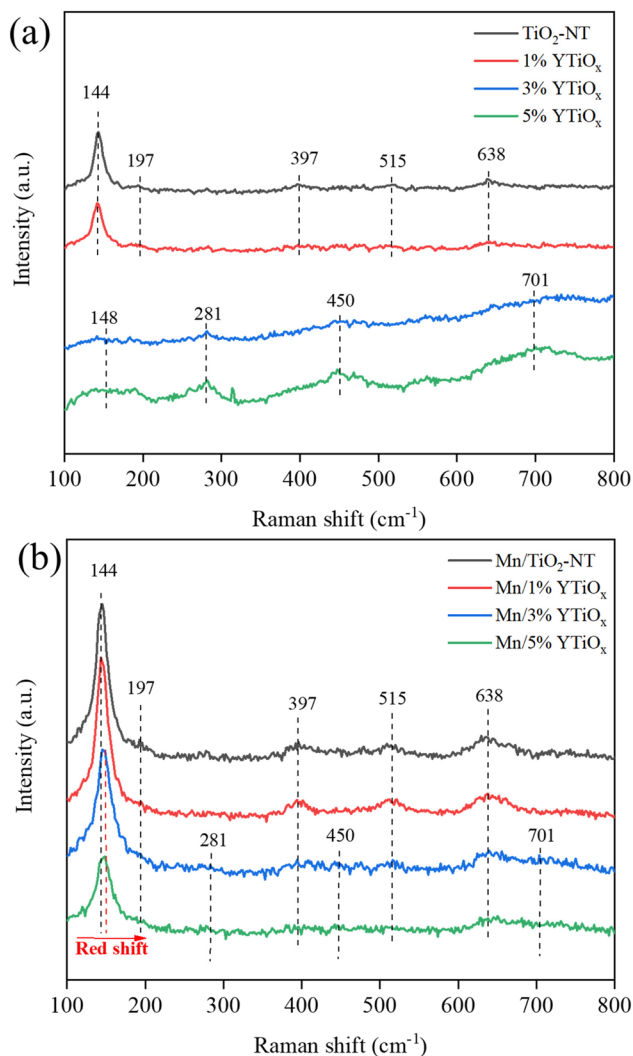 (a)
TiO₂-NT
1% YTiOₓ
3% YTiOₓ
5% YTiOₓ
144
197
397
515
638
148
281
450
701
Intensity (a.u.)
100 200 300 400 500 600 700 800
Raman shift (cm⁻¹)
(b)
Mn/TiO₂-NT
Mn/1% YTiOₓ
Mn/3% YTiOₓ
Mn/5% YTiOₓ
144
197
397
515
638
281
450
701
Red shift
Intensity (a.u.)
100 200 300 400 500 600 700 800
Raman shift (cm⁻¹)